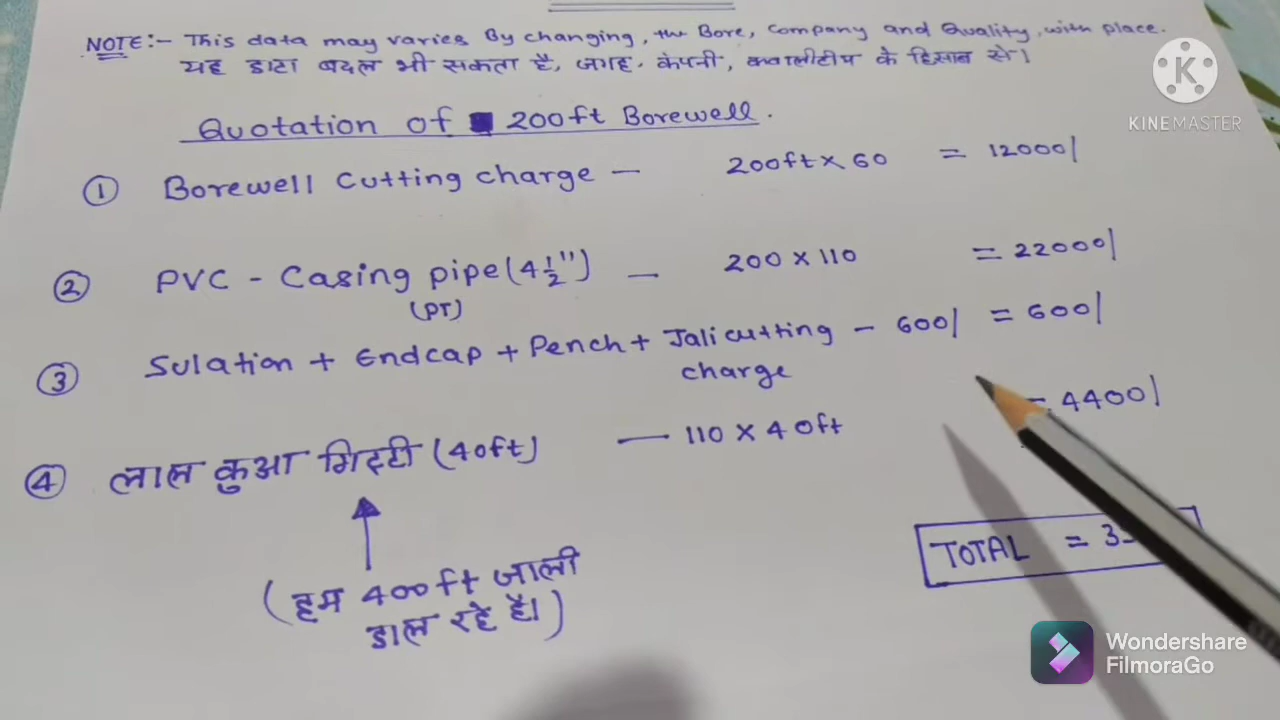 NOTE:- This data may varies By changing, the Bore, Company and Quality, with place.
यह डाटा बदल भी सकता है, जगह, कंपनी, क्वालीटीय के हिसाब से।
Quotation of 200ft Borewell.
① Borewell Cutting charge - 200ft x 60 = 12000/
② PVC - Casing pipe (4½") - 200 x 110 = 22000/
(PT)
③ Sulation + Endcap + Pench + Jali cutting - 600/ = 600/
charge
④ लाल कुआ गिट्टी (40ft) - 110 x 40ft = 4400/
(हम 400ft जाली
डाल रहे है।)
TOTAL =
K
KINEMASTER
Wondershare
FilmoraGo